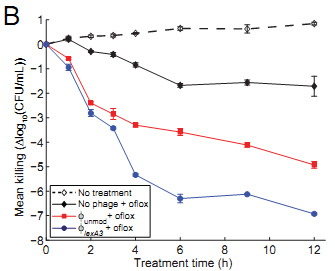 B
1
0
−1
−2
−3
−4
−5
−6
−7
−8
Mean killing (Δlog10(CFU/mL))
No treatment
No phage + oflox
ϕunmod + oflox
ϕlexA3 + oflox
0 2 4 6 8 10 12
Treatment time (h)